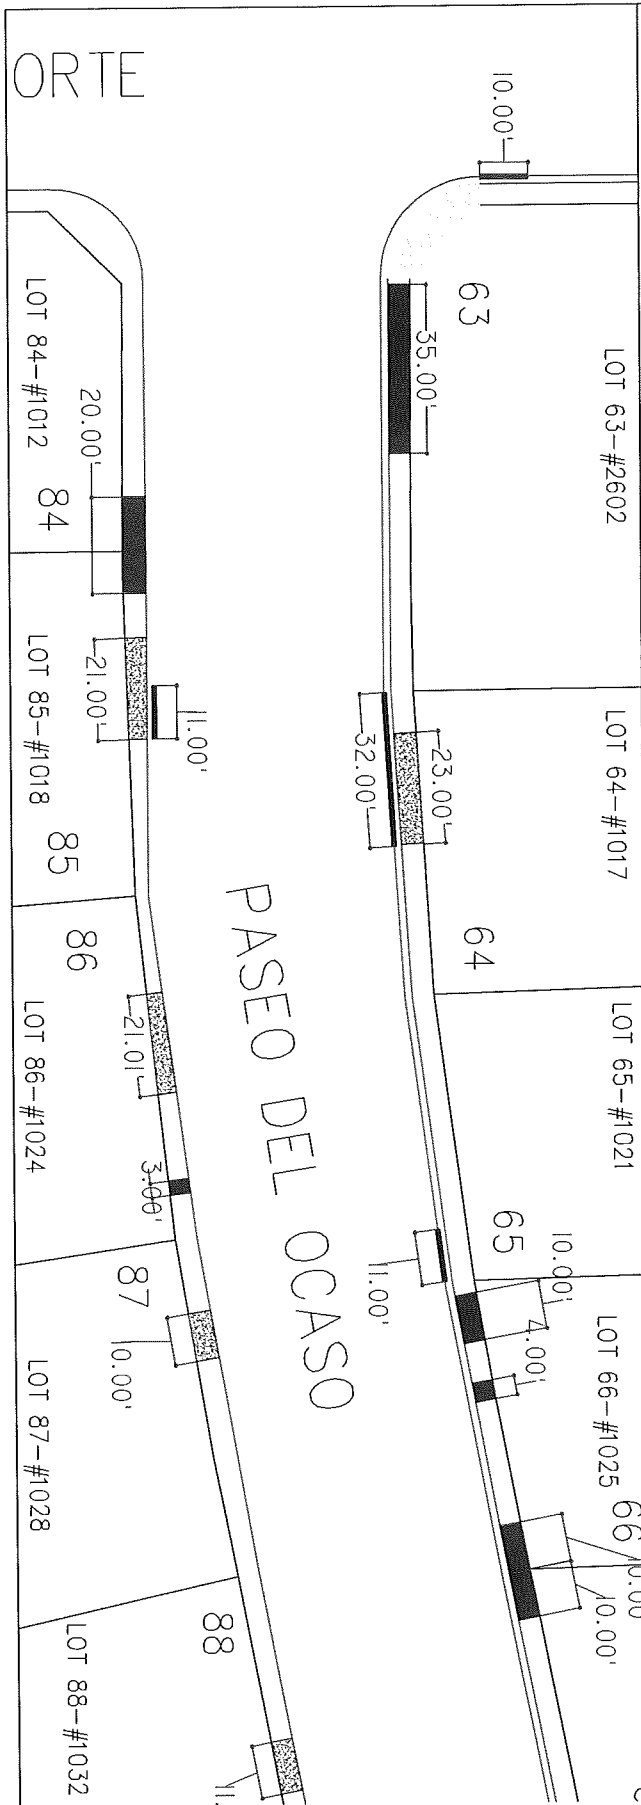 ORTE
10.00'
63
35.00'
LOT 63-#2602
LOT 84-#1012
20.00'
84
LOT 85-#1018
21.00'
11.00'
85
32.00'
23.00'
LOT 64-#1017
64
PASEO DEL OCASO
86
LOT 86-#1024
21.01'
3.00'
LOT 65-#1021
65
11.00'
10.00'
4.00'
LOT 66-#1025
66
10.00
10.00'
87
10.00'
LOT 87-#1028
88
LOT 88-#1032
11.